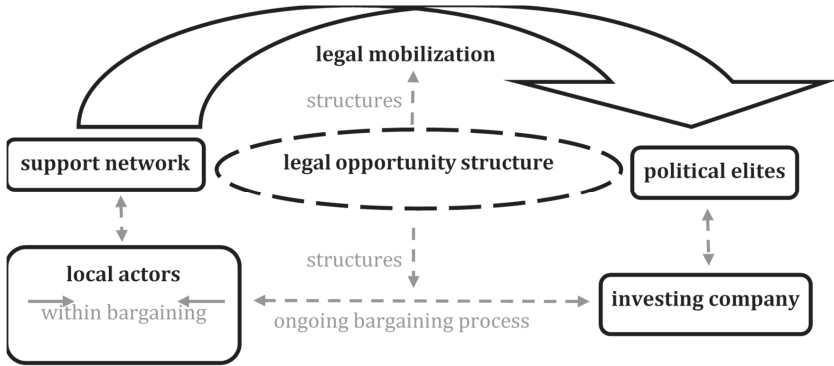 legal mobilization
structures
support network
legal opportunity structure
political elites
structures
local actors
within bargaining
ongoing bargaining process
investing company